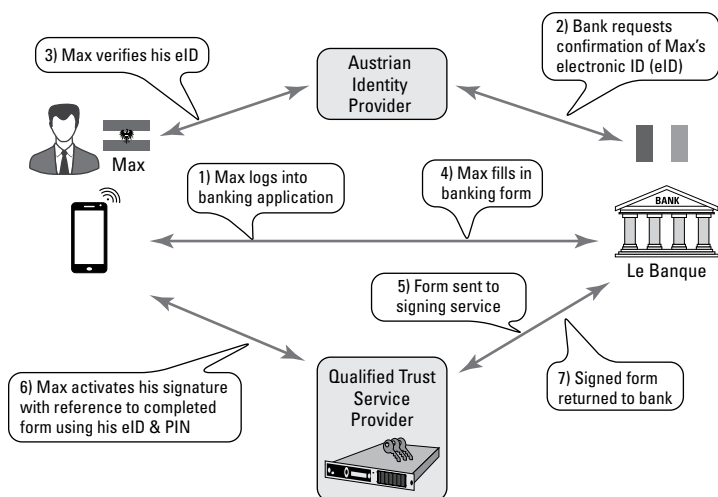 3) Max verifies his eID
Austrian
Identity
Provider
2) Bank requests
confirmation of Max's
electronic ID (eID)
Max
1) Max logs into
banking application
4) Max fills in
banking form
BANK
Le Banque
5) Form sent to
signing service
6) Max activates his signature
with reference to completed
form using his eID & PIN
Qualified Trust
Service
Provider
7) Signed form
returned to bank